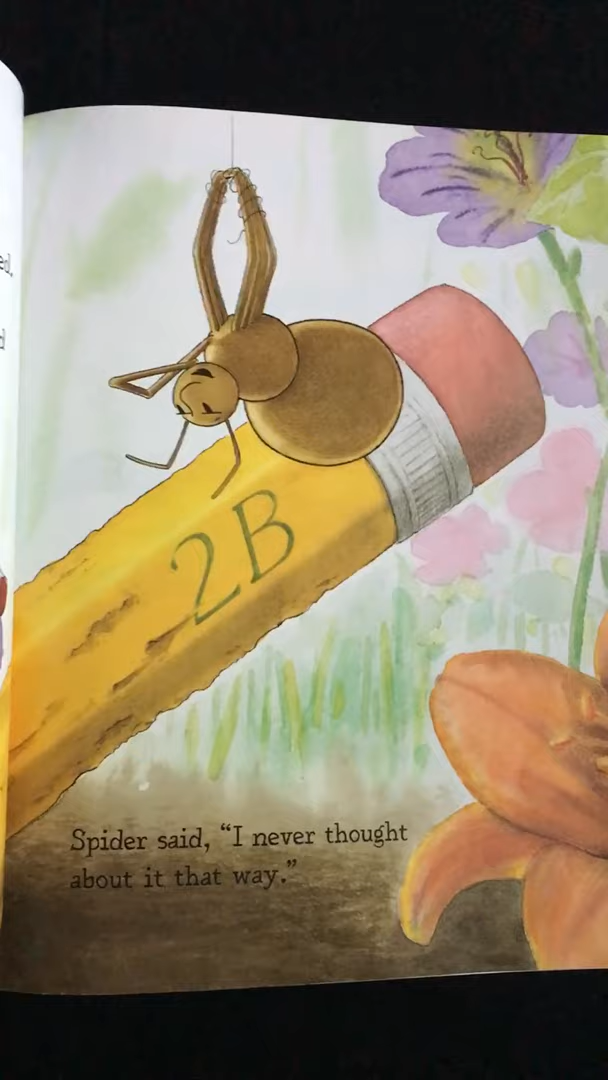 2B
Spider said, “I never thought
about it that way.”